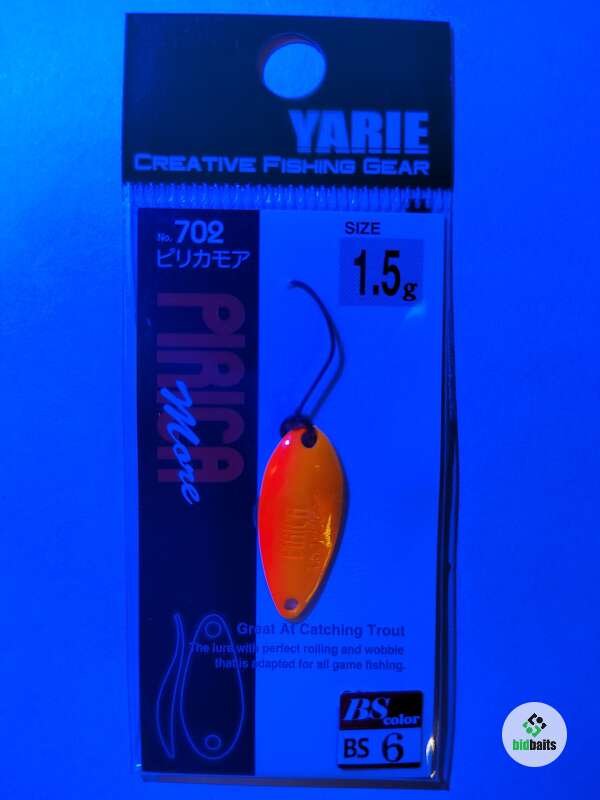 YARIE
CREATIVE FISHING GEAR
No. 702
ピリカモア
SIZE
1.5g
PIRICA
More
PIRICA
Great At Catching Trout
The lure with perfect rolling and wobble
that is adapted for all game fishing.
BS color
BS 6
bidbaits